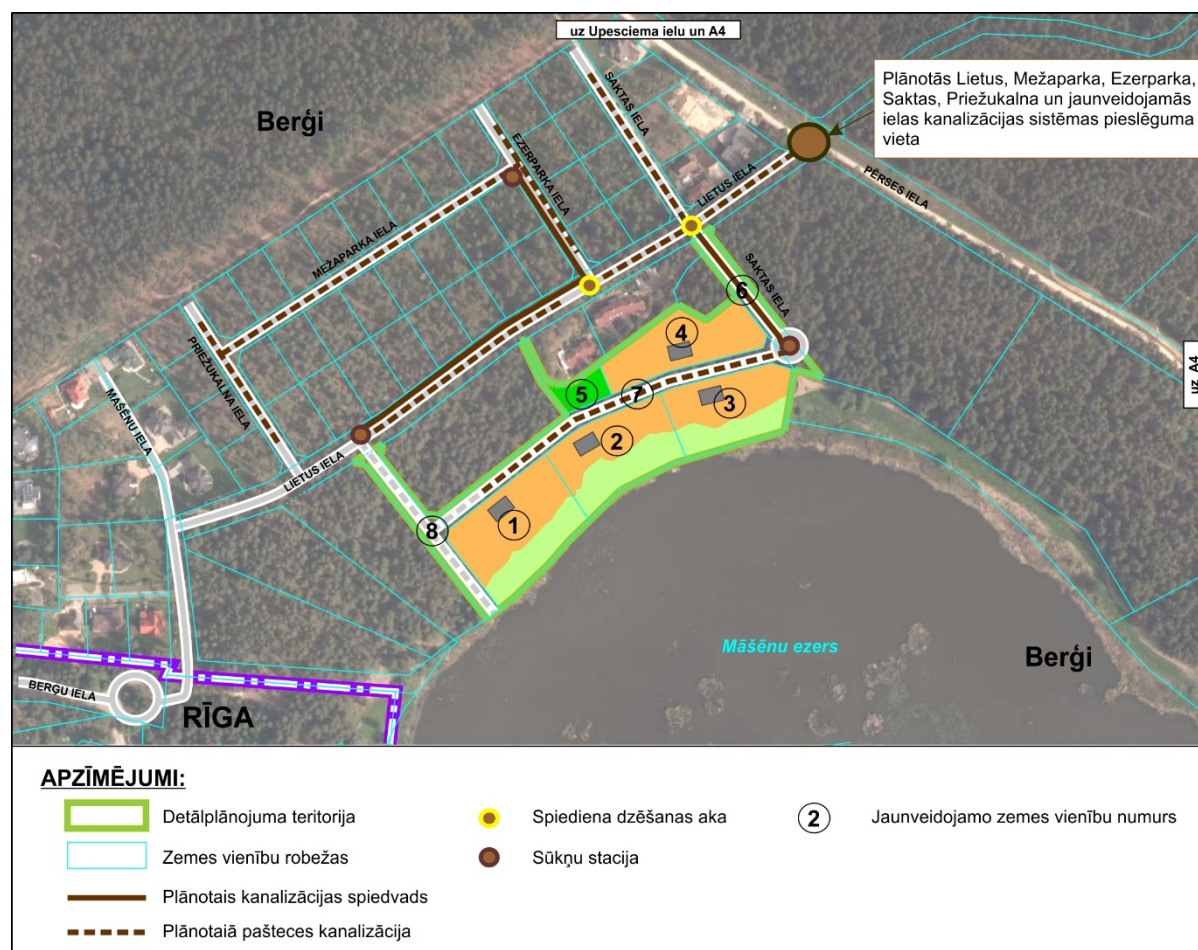 uz Upesciema ielu un A4
Plānotās Lietus, Mežaparka, Ezerparka,
Saktas, Priežukalna un jaunveidojamās
ielas kanalizācijas sistēmas pieslēguma
vieta
Berģi
SAKTAS IELA
EZERPARKA IELA
LIETUS IELA
PĒRSES IELA
MEŽAPARKA IELA
SAKTAS IELA
6
4
PRIEŽUKALNA IELA
uz A4
MAŠĒNU IELA
5
7
3
2
LIETUS IELA
1
8
Māšēnu ezers
Berģi
BERGU IELA
RĪGA
APZĪMĒJUMI:
Detālplānojuma teritorija
Spiediena dzēšanas aka
2
Jaunveidojamo zemes vienību numurs
Zemes vienību robežas
Sūkņu stacija
Plānotais kanalizācijas spiedvads
Plānotaiā pašteces kanalizācija